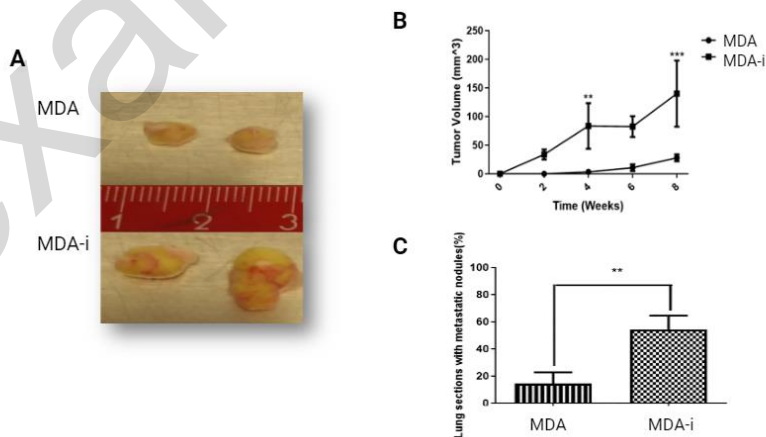 A
MDA
1 2 3
MDA-i
B
Tumor Volume (mm^3)
250
200
150
100
50
0
**
***
0 2 4 6 8
Time (Weeks)
MDA
MDA-i
C
Lung sections with metastatic nodules(%)
100
80
60
40
20
0
**
MDA MDA-i